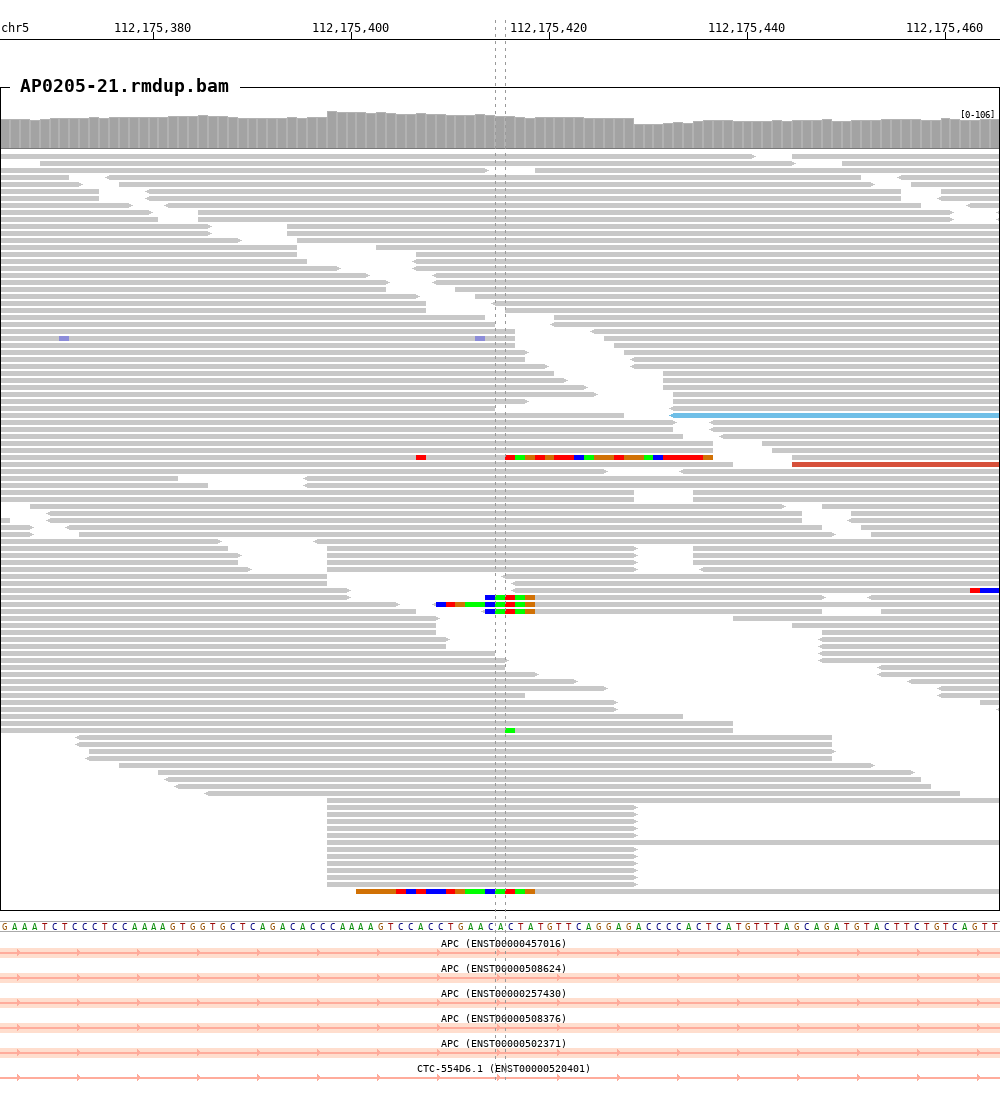 chr5 112,175,380 112,175,400 112,175,420 112,175,440 112,175,460
AP0205-21.rmdup.bam
[0-106]
GAAATCTCCCTCCAAAAGTGGTGCTCAGACACCCAAAAGTCCACCTGAACACTATGTTCAGGAGACCCCACTCATGTTTAGCAGATGTACTTCTGTCAGTT
APC (ENST00000457016)
APC (ENST00000508624)
APC (ENST00000257430)
APC (ENST00000508376)
APC (ENST00000502371)
CTC-554D6.1 (ENST00000520401)